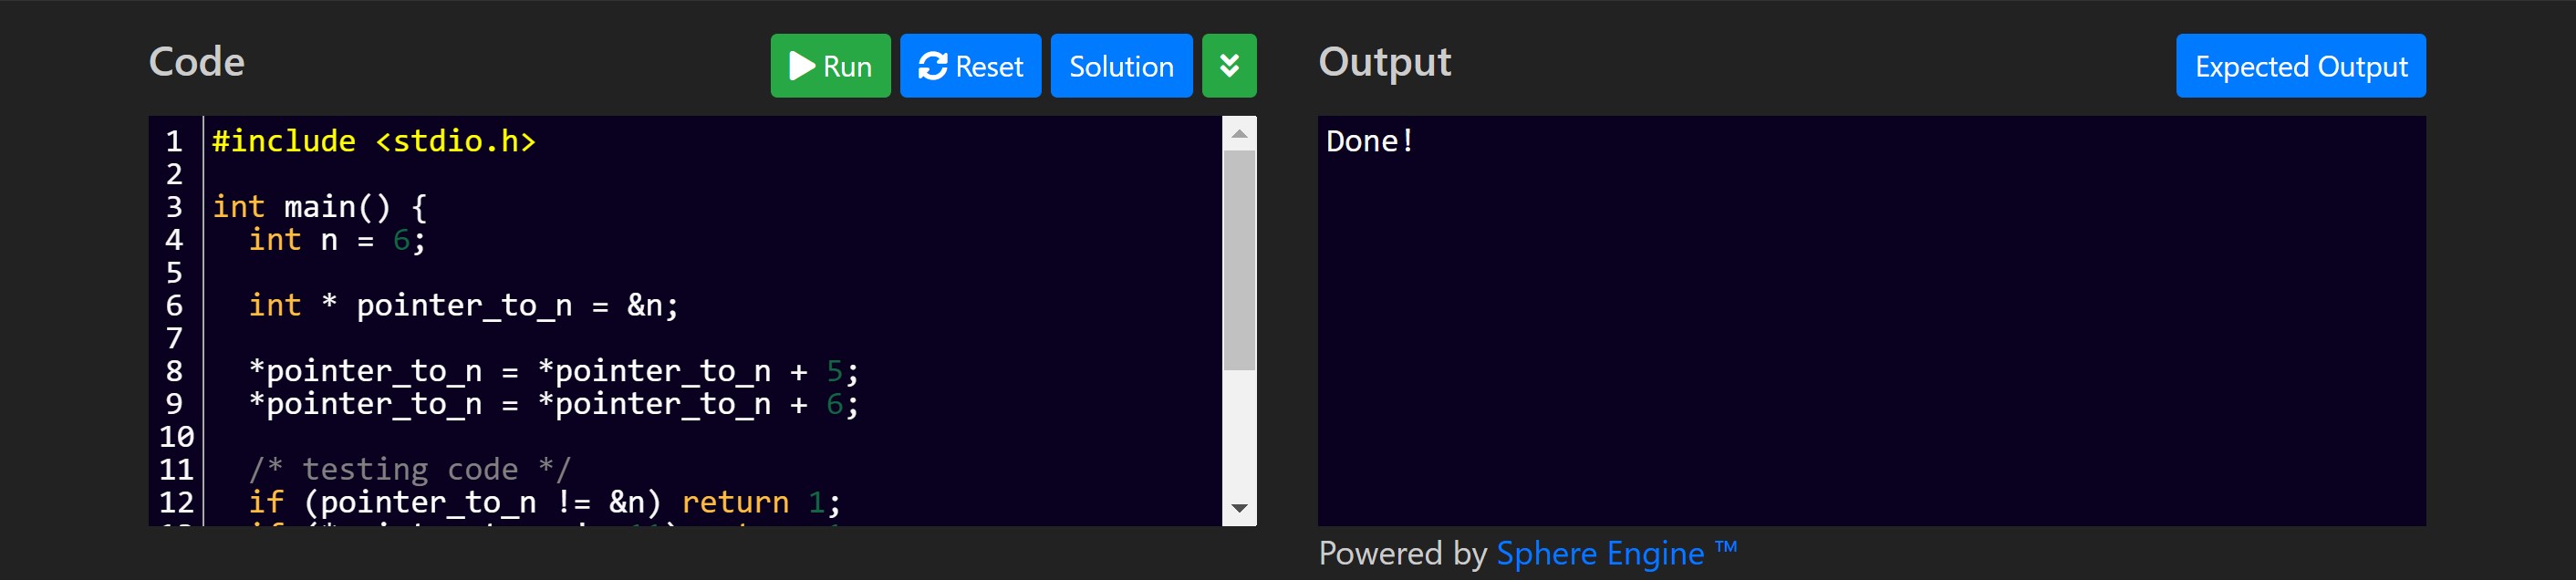 Code
Run
Reset
Solution
Output
Expected Output
1 #include <stdio.h>
2
3 int main() {
4   int n = 6;
5
6   int * pointer_to_n = &n;
7
8   *pointer_to_n = *pointer_to_n + 5;
9   *pointer_to_n = *pointer_to_n + 6;
10
11   /* testing code */
12   if (pointer_to_n != &n) return 1;
Done!
Powered by Sphere Engine ™